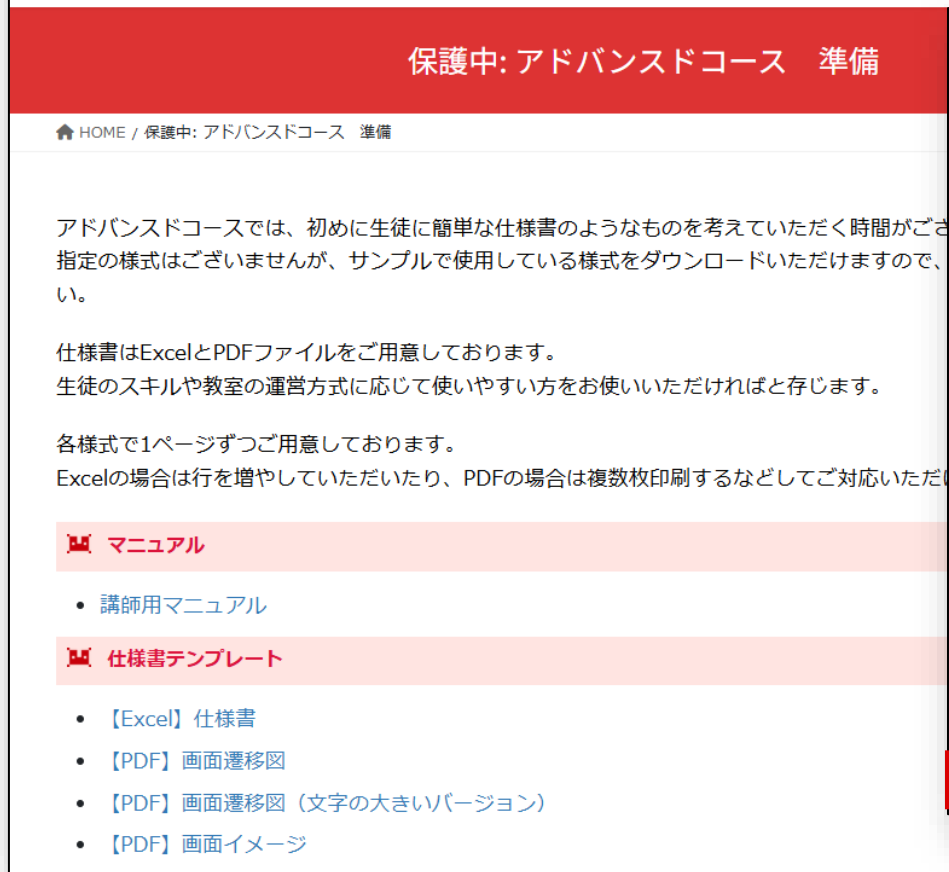 保護中: アドバンスドコース　準備
HOME / 保護中: アドバンスドコース　準備
アドバンスドコースでは、初めに生徒に簡単な仕様書のようなものを考えていただく時間がござ
指定の様式はございませんが、サンプルで使用している様式をダウンロードいただけますので、
い。
仕様書はExcelとPDFファイルをご用意しております。
生徒のスキルや教室の運営方式に応じて使いやすい方をお使いいただければと存じます。
各様式で1ページずつご用意しております。
Excelの場合は行を増やしていただいたり、PDFの場合は複数枚印刷するなどしてご対応いただ
マニュアル
• 講師用マニュアル
仕様書テンプレート
• 【Excel】仕様書
• 【PDF】画面遷移図
• 【PDF】画面遷移図（文字の大きいバージョン）
• 【PDF】画面イメージ